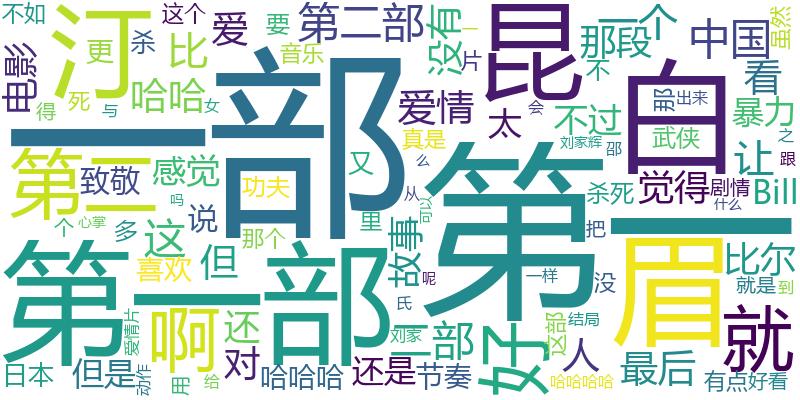 不如
汀
这个
爱
要
第二部
没有
昆
一个
中国
虽然
电影
更
杀
比
音乐
片
那段
不
白
看
得
死
与
哈哈
女
一部
爱情
太
会
不过
那
出来
暴力
第二
致敬
感觉
真是
又
么
刘家辉
邵
武侠
让
之
跟
功夫
里
从
第一
杀死
觉得
剧情
什么
Bill
个
心掌
吗
多
这
说
那个
故事
可以
把
眉
比尔
第一部
喜欢
但
呢
一样
没
就是
到
爱情片
啊
还
氏
刘家
二部
好
这部
结局
就
日本
但是
动作
用
给
对
哈哈哈
还是
节奏
哈哈哈哈
人
最后
有点好看